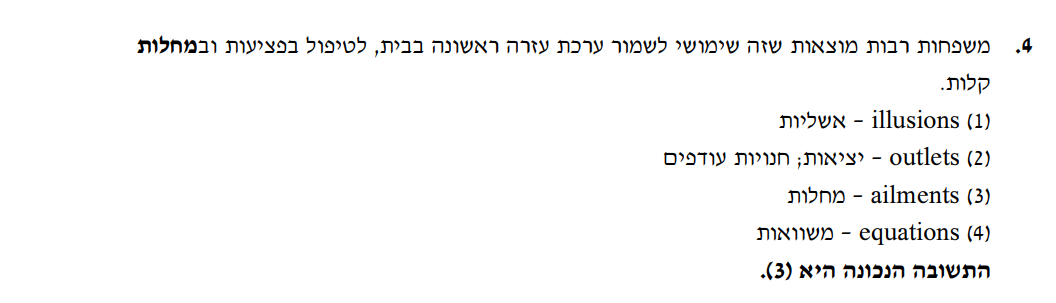 4. משפחות רבות מוצאות שזה שימושי לשמור ערכת עזרה ראשונה בבית, לטיפול בפציעות ובמחלות
קלות.
(1) illusions – אשליות
(2) outlets – יציאות; חנויות עודפים
(3) ailments – מחלות
(4) equations – משוואות
התשובה הנכונה היא (3).